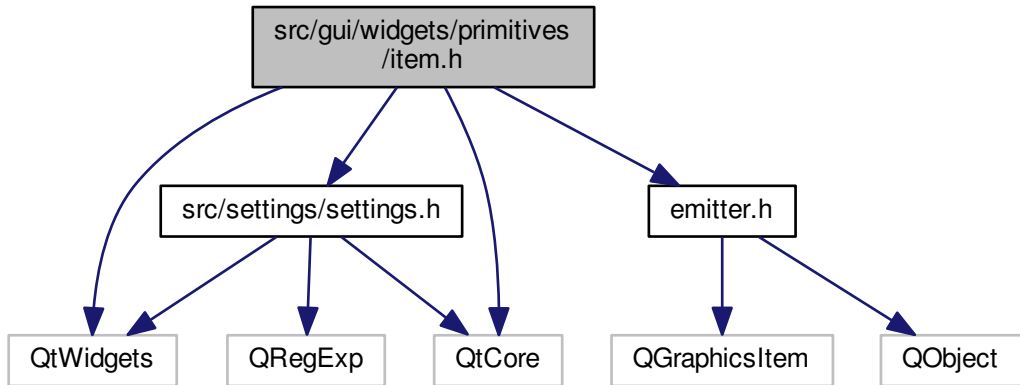 src/gui/widgets/primitives
/item.h
src/settings/settings.h
emitter.h
QtWidgets
QRegExp
QtCore
QGraphicsItem
QObject